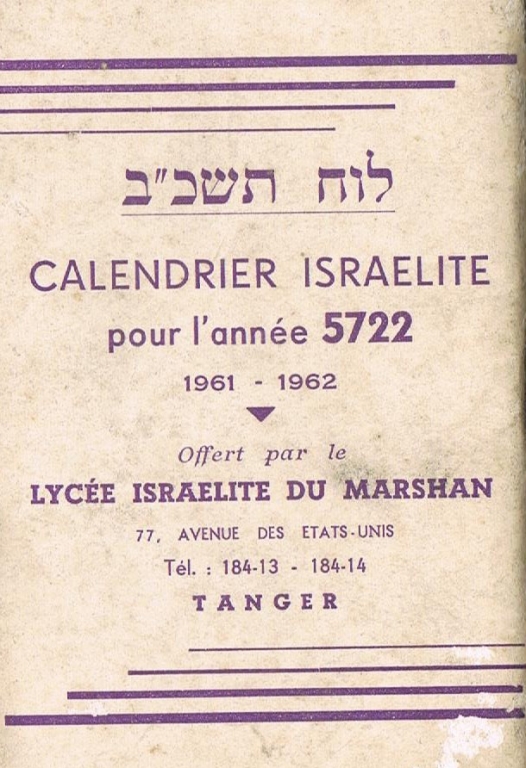 לוח תשכ"ב
CALENDRIER ISRAELITE
pour l'année 5722
1961 - 1962
Offert par le
LYCÉE ISRAELITE DU MARSHAN
77, AVENUE DES ETATS-UNIS
Tél. : 184-13 - 184-14
TANGER